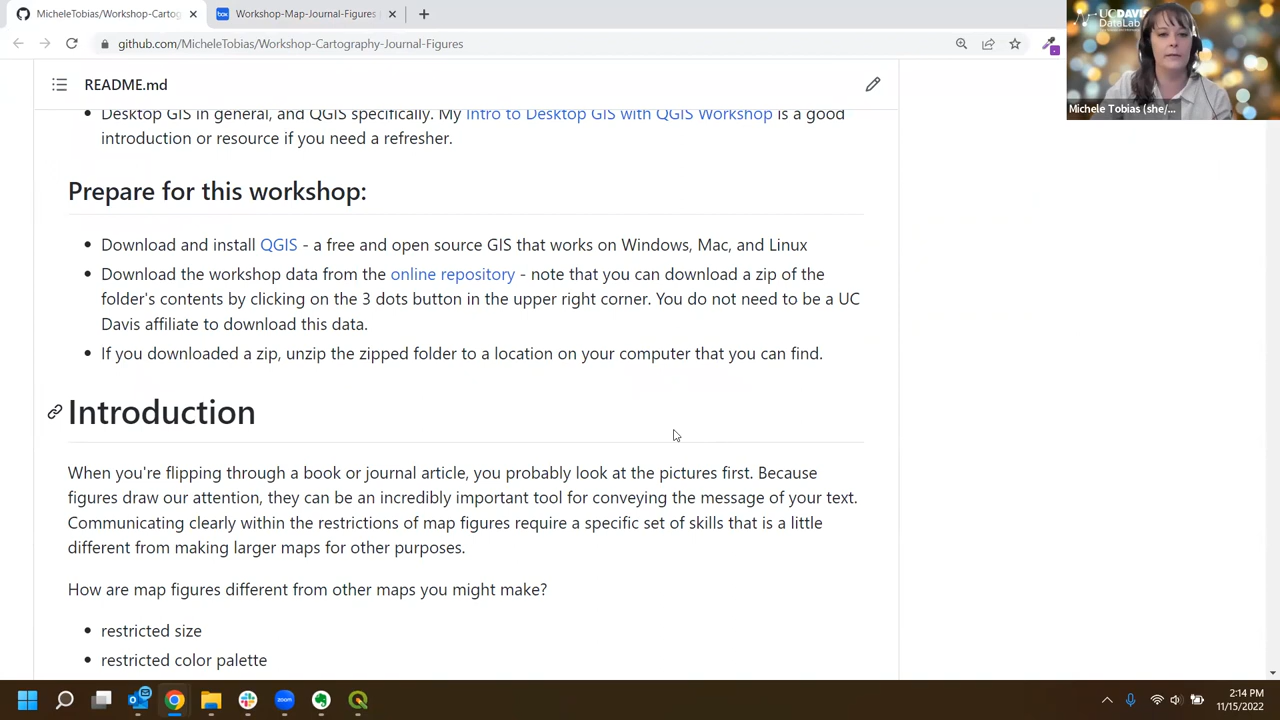 MicheleTobias/Workshop-Cartog
Workshop-Map-Journal-Figures
github.com/MicheleTobias/Workshop-Cartography-Journal-Figures
UCDAVIS
DataLab
Michele Tobias (she/...
README.md
Desktop GIS in general, and QGIS specifically. My Intro to Desktop GIS with QGIS Workshop is a good
introduction or resource if you need a refresher.
Prepare for this workshop:
Download and install QGIS - a free and open source GIS that works on Windows, Mac, and Linux
Download the workshop data from the online repository - note that you can download a zip of the
folder's contents by clicking on the 3 dots button in the upper right corner. You do not need to be a UC
Davis affiliate to download this data.
If you downloaded a zip, unzip the zipped folder to a location on your computer that you can find.
Introduction
When you're flipping through a book or journal article, you probably look at the pictures first. Because
figures draw our attention, they can be an incredibly important tool for conveying the message of your text.
Communicating clearly within the restrictions of map figures require a specific set of skills that is a little
different from making larger maps for other purposes.
How are map figures different from other maps you might make?
restricted size
restricted color palette
zoom
2:14 PM
11/15/2022